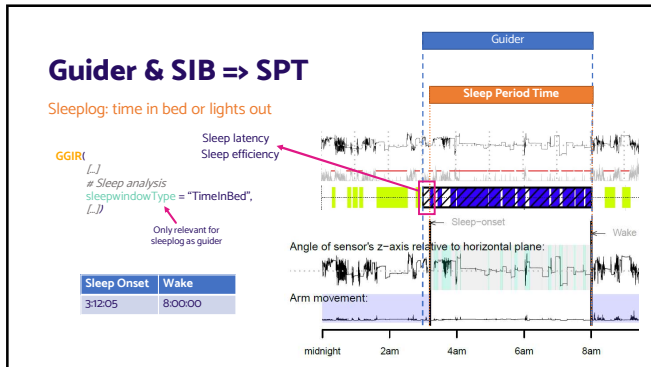 Guider
Guider & SIB => SPT
Sleep Period Time
Sleeplog: time in bed or lights out
Sleep latency
Sleep efficiency
GGIR(
[...]
# Sleep analysis
sleepwindowType = “TimeInBed”,
[...])
Only relevant for
sleeplog as guider
Sleep-onset
Wake
Angle of sensor's z-axis relative to horizontal plane:
Sleep Onset Wake
3:12:05 8:00:00
Arm movement:
midnight 2am 4am 6am 8am